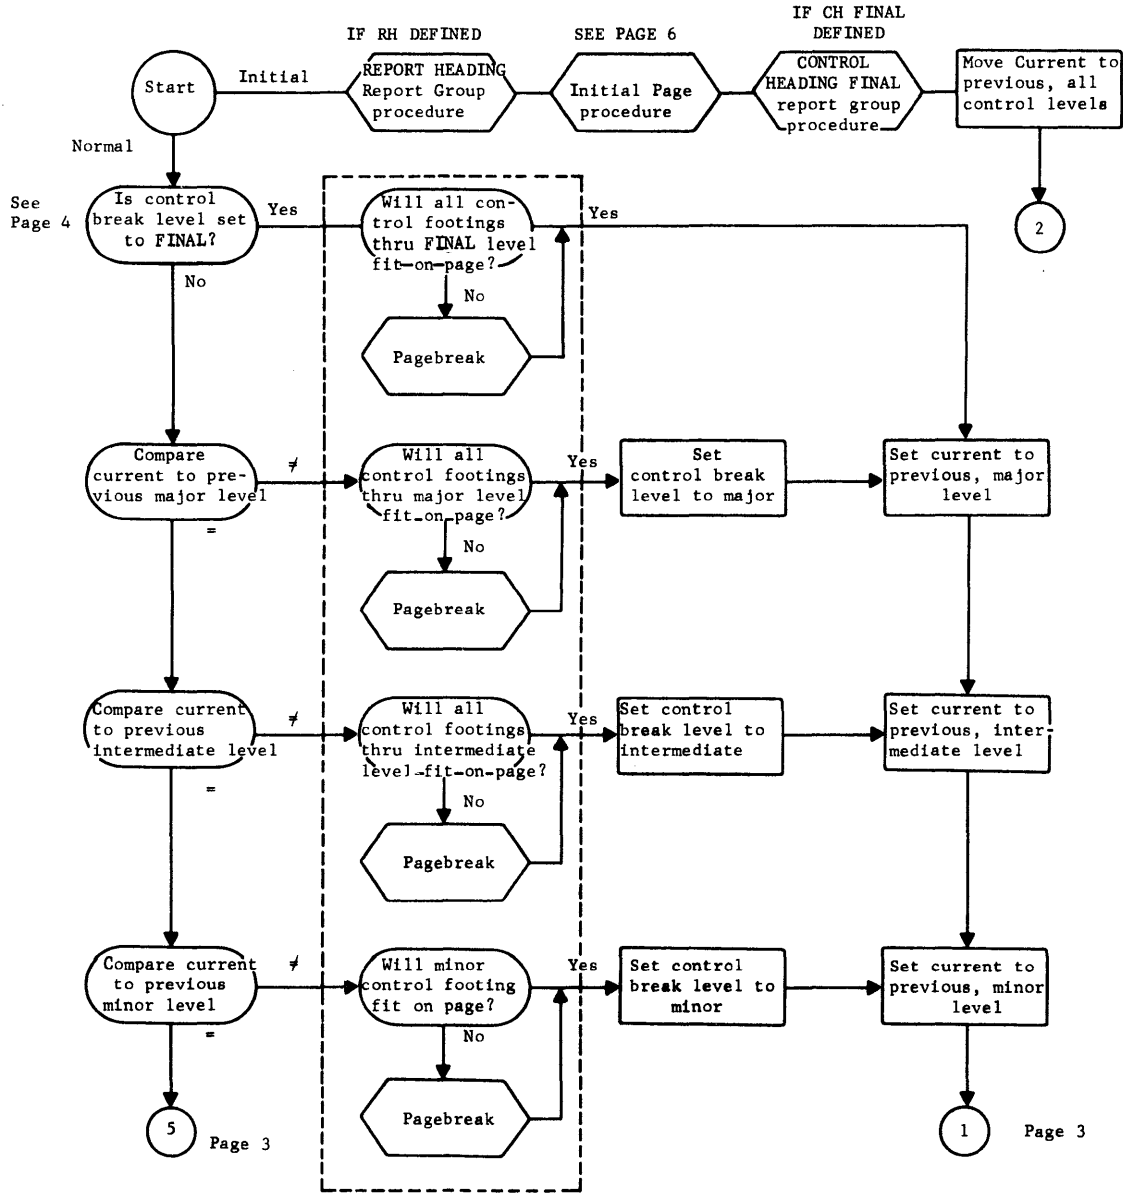 IF RH DEFINED
SEE PAGE 6
IF CH FINAL
DEFINED
Start
Initial
REPORT HEADING
Report Group
procedure
Initial Page
procedure
CONTROL
HEADING FINAL
report group
procedure
Move Current to
previous, all
control levels
Normal
See
Page 4
Is control
break level set
to FINAL?
Yes
Will all con-
trol footings
thru FINAL level
fit on page?
Yes
2
No
No
Pagebreak
Compare
current to pre-
vious major level
≠
=
Will all
control footings
thru major level
fit on page?
Yes
No
Set
control break
level to major
Set current to
previous, major
level
Pagebreak
Compare current
to previous
intermediate level
≠
=
Will all
control footings
thru intermediate
level fit on page?
Yes
No
Set control
break level to
intermediate
Set current to
previous, inter-
mediate level
Pagebreak
Compare current
to previous
minor level
≠
=
Will minor
control footing
fit on page?
Yes
No
Set control
break level to
minor
Set current to
previous, minor
level
Pagebreak
5
Page 3
1
Page 3